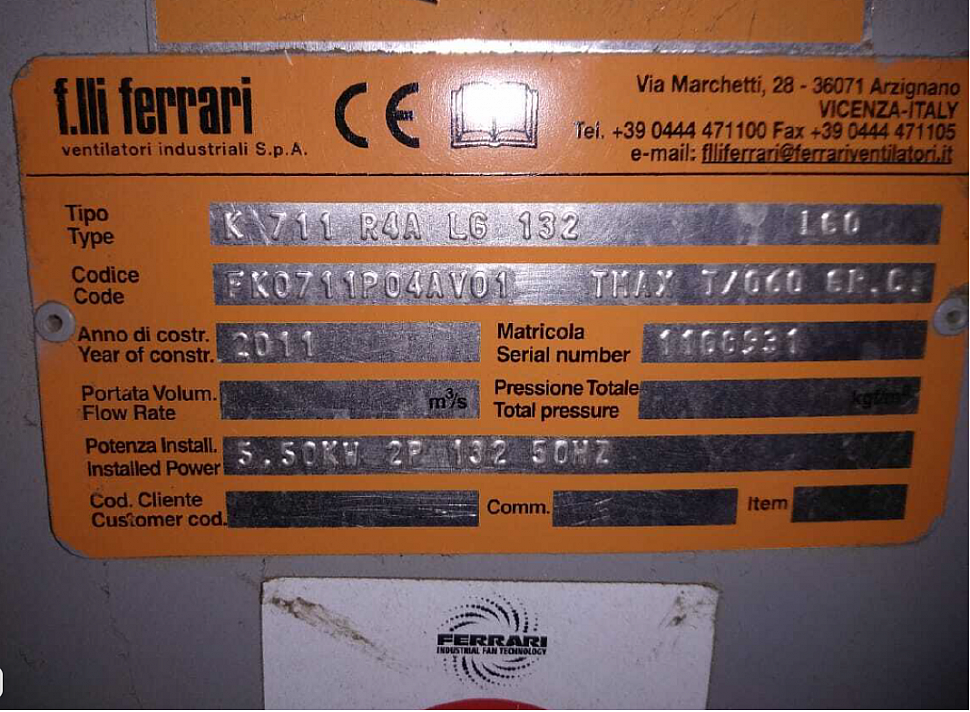 f.lli ferrari
ventilatori industriali S.p.A.
CE
Via Marchetti, 28 - 36071 Arzignano
VICENZA-ITALY
Tel. +39 0444 471100 Fax +39 0444 471105
e-mail: flliferrari@ferrariventilatori.it
Tipo
Type
K 711 R4A LG 132 LG0
Codice
Code
FK0711P04AV01 TMAX T/060
Anno di costr.
Year of constr.
2011
Matricola
Serial number
Portata Volum.
Flow Rate
m³/s
Pressione Totale
Total pressure
Potenza Install.
Installed Power
5.50KW 2P 132 50HZ
Cod. Cliente
Customer cod.
Comm.
Item
FERRARI
INDUSTRIAL FAN TECHNOLOGY